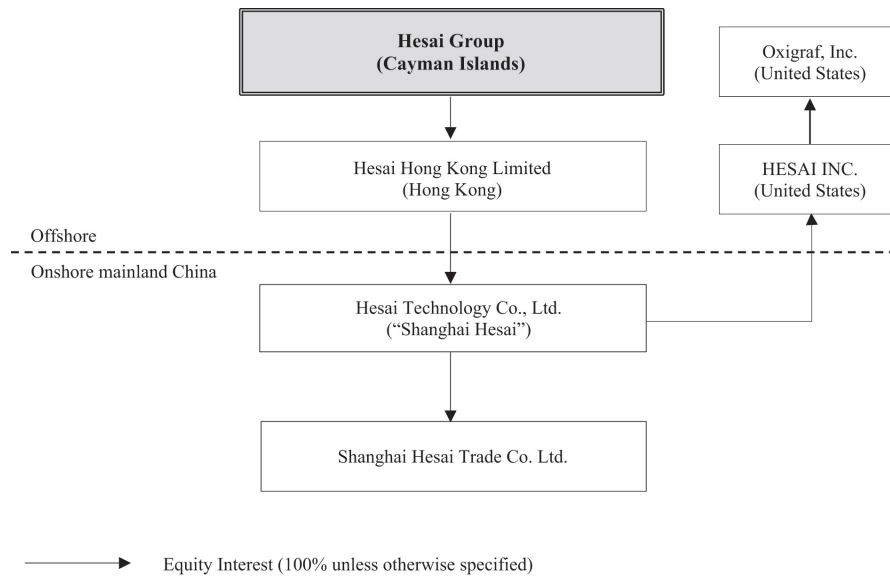 Hesai Group
(Cayman Islands)
Oxigraf, Inc.
(United States)
Hesai Hong Kong Limited
(Hong Kong)
HESAI INC.
(United States)
Offshore
Onshore mainland China
Hesai Technology Co., Ltd.
(“Shanghai Hesai”)
Shanghai Hesai Trade Co. Ltd.
Equity Interest (100% unless otherwise specified)